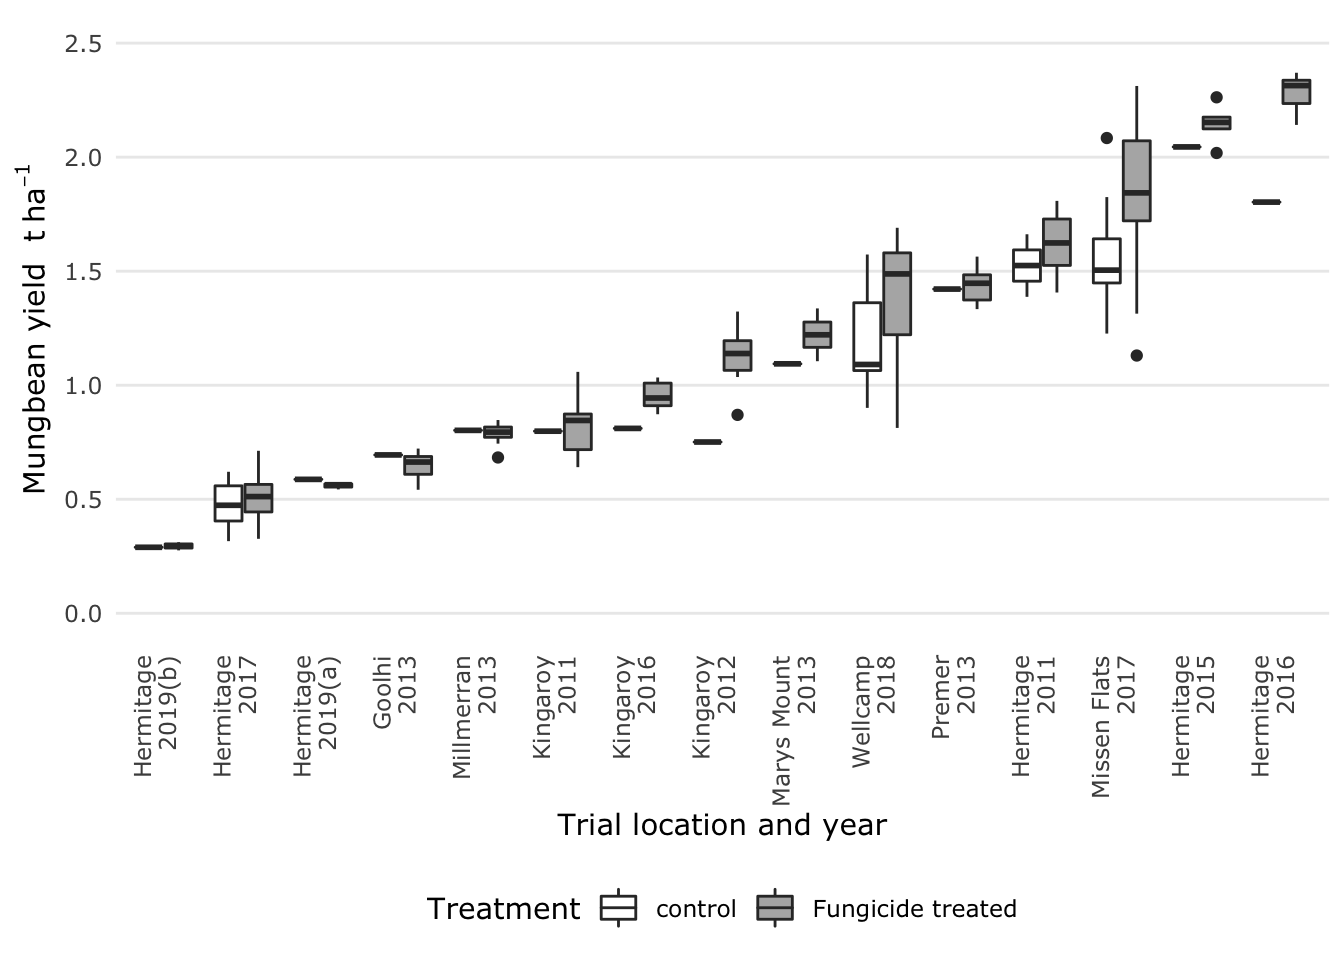 2.5
2.0
1.5
1.0
0.5
0.0
Mungbean yield t ha⁻¹
Hermitage
2019(b)
Hermitage
2017
Hermitage
2019(a)
Goolhi
2013
Millmerran
2013
Kingaroy
2011
Kingaroy
2016
Kingaroy
2012
Marys Mount
2013
Wellcamp
2018
Premer
2013
Hermitage
2011
Missen Flats
2017
Hermitage
2015
Hermitage
2016
Trial location and year
Treatment control Fungicide treated